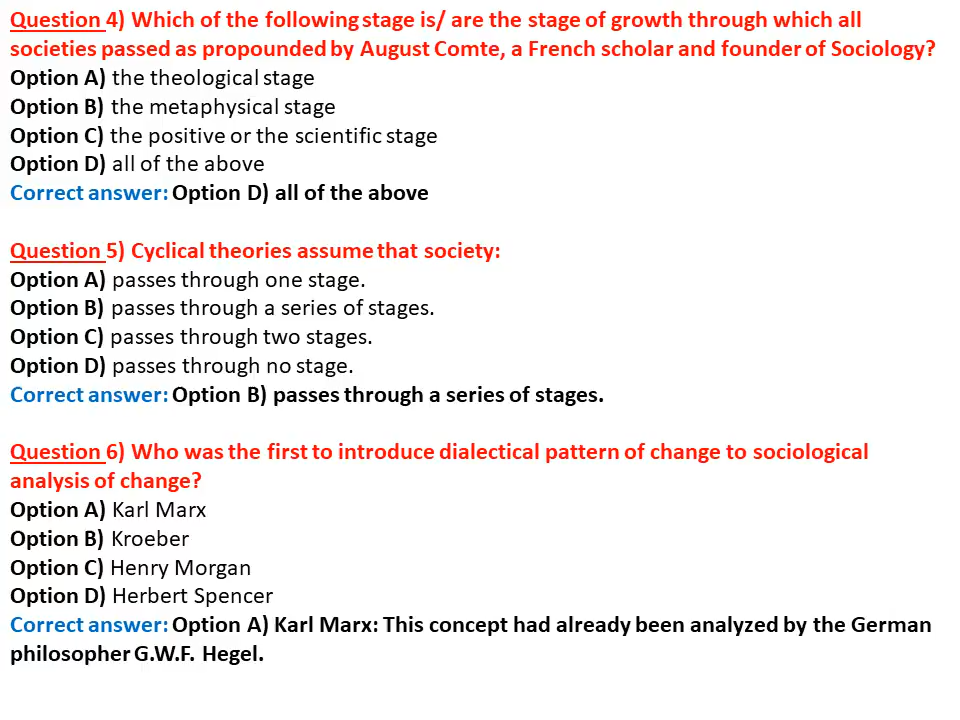 Question 4) Which of the following stage is/ are the stage of growth through which all
societies passed as propounded by August Comte, a French scholar and founder of Sociology?
Option A) the theological stage
Option B) the metaphysical stage
Option C) the positive or the scientific stage
Option D) all of the above
Correct answer: Option D) all of the above
Question 5) Cyclical theories assume that society:
Option A) passes through one stage.
Option B) passes through a series of stages.
Option C) passes through two stages.
Option D) passes through no stage.
Correct answer: Option B) passes through a series of stages.
Question 6) Who was the first to introduce dialectical pattern of change to sociological
analysis of change?
Option A) Karl Marx
Option B) Kroeber
Option C) Henry Morgan
Option D) Herbert Spencer
Correct answer: Option A) Karl Marx: This concept had already been analyzed by the German
philosopher G.W.F. Hegel.